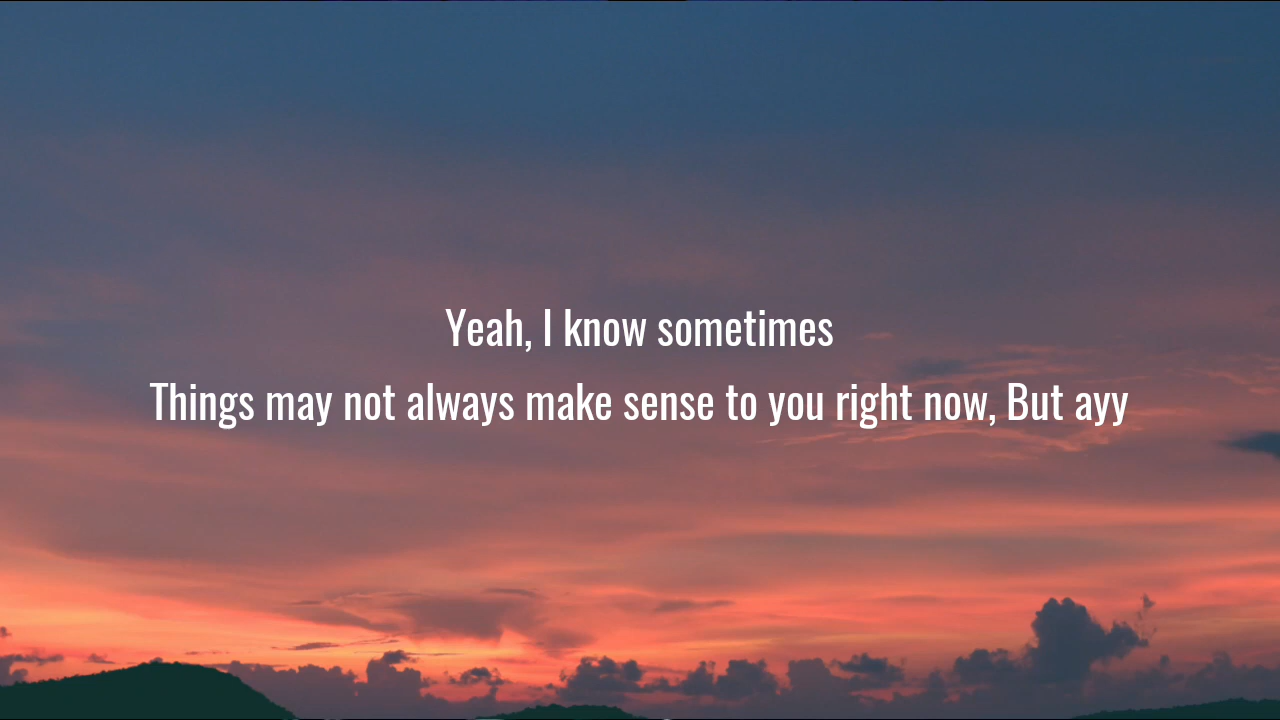 Yeah, I know sometimes
Things may not always make sense to you right now, But ayy